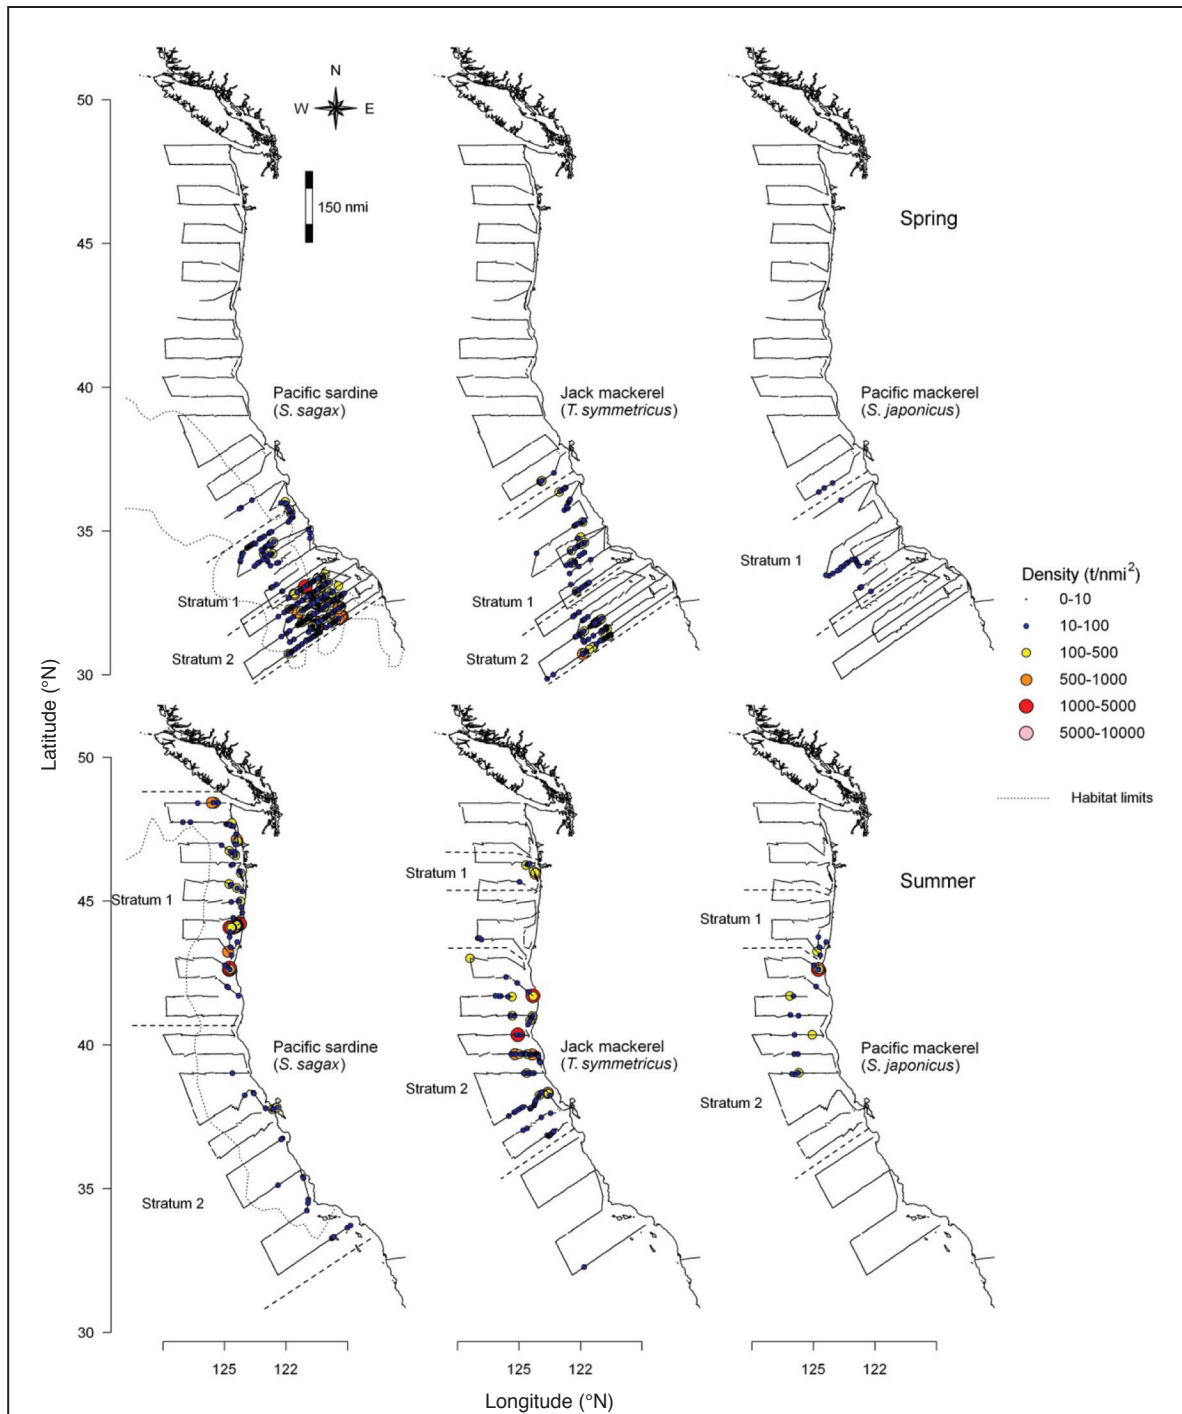 N
W E
50
150 nmi
Spring
45
40
Pacific sardine
(S. sagax)
Jack mackerel
(T. symmetricus)
Pacific mackerel
(S. japonicus)
35
Stratum 1
Stratum 1
Stratum 1
Stratum 2
Stratum 2
30
Density (t/nmi2)
0-10
10-100
100-500
500-1000
1000-5000
5000-10000
Habitat limits
Latitude (°N)
50
Stratum 1
Stratum 1
Stratum 1
Summer
45
40
Pacific sardine
(S. sagax)
Jack mackerel
(T. symmetricus)
Pacific mackerel
(S. japonicus)
Stratum 2
Stratum 2
Stratum 2
35
30
125 122
125 122
125 122
Longitude (°N)